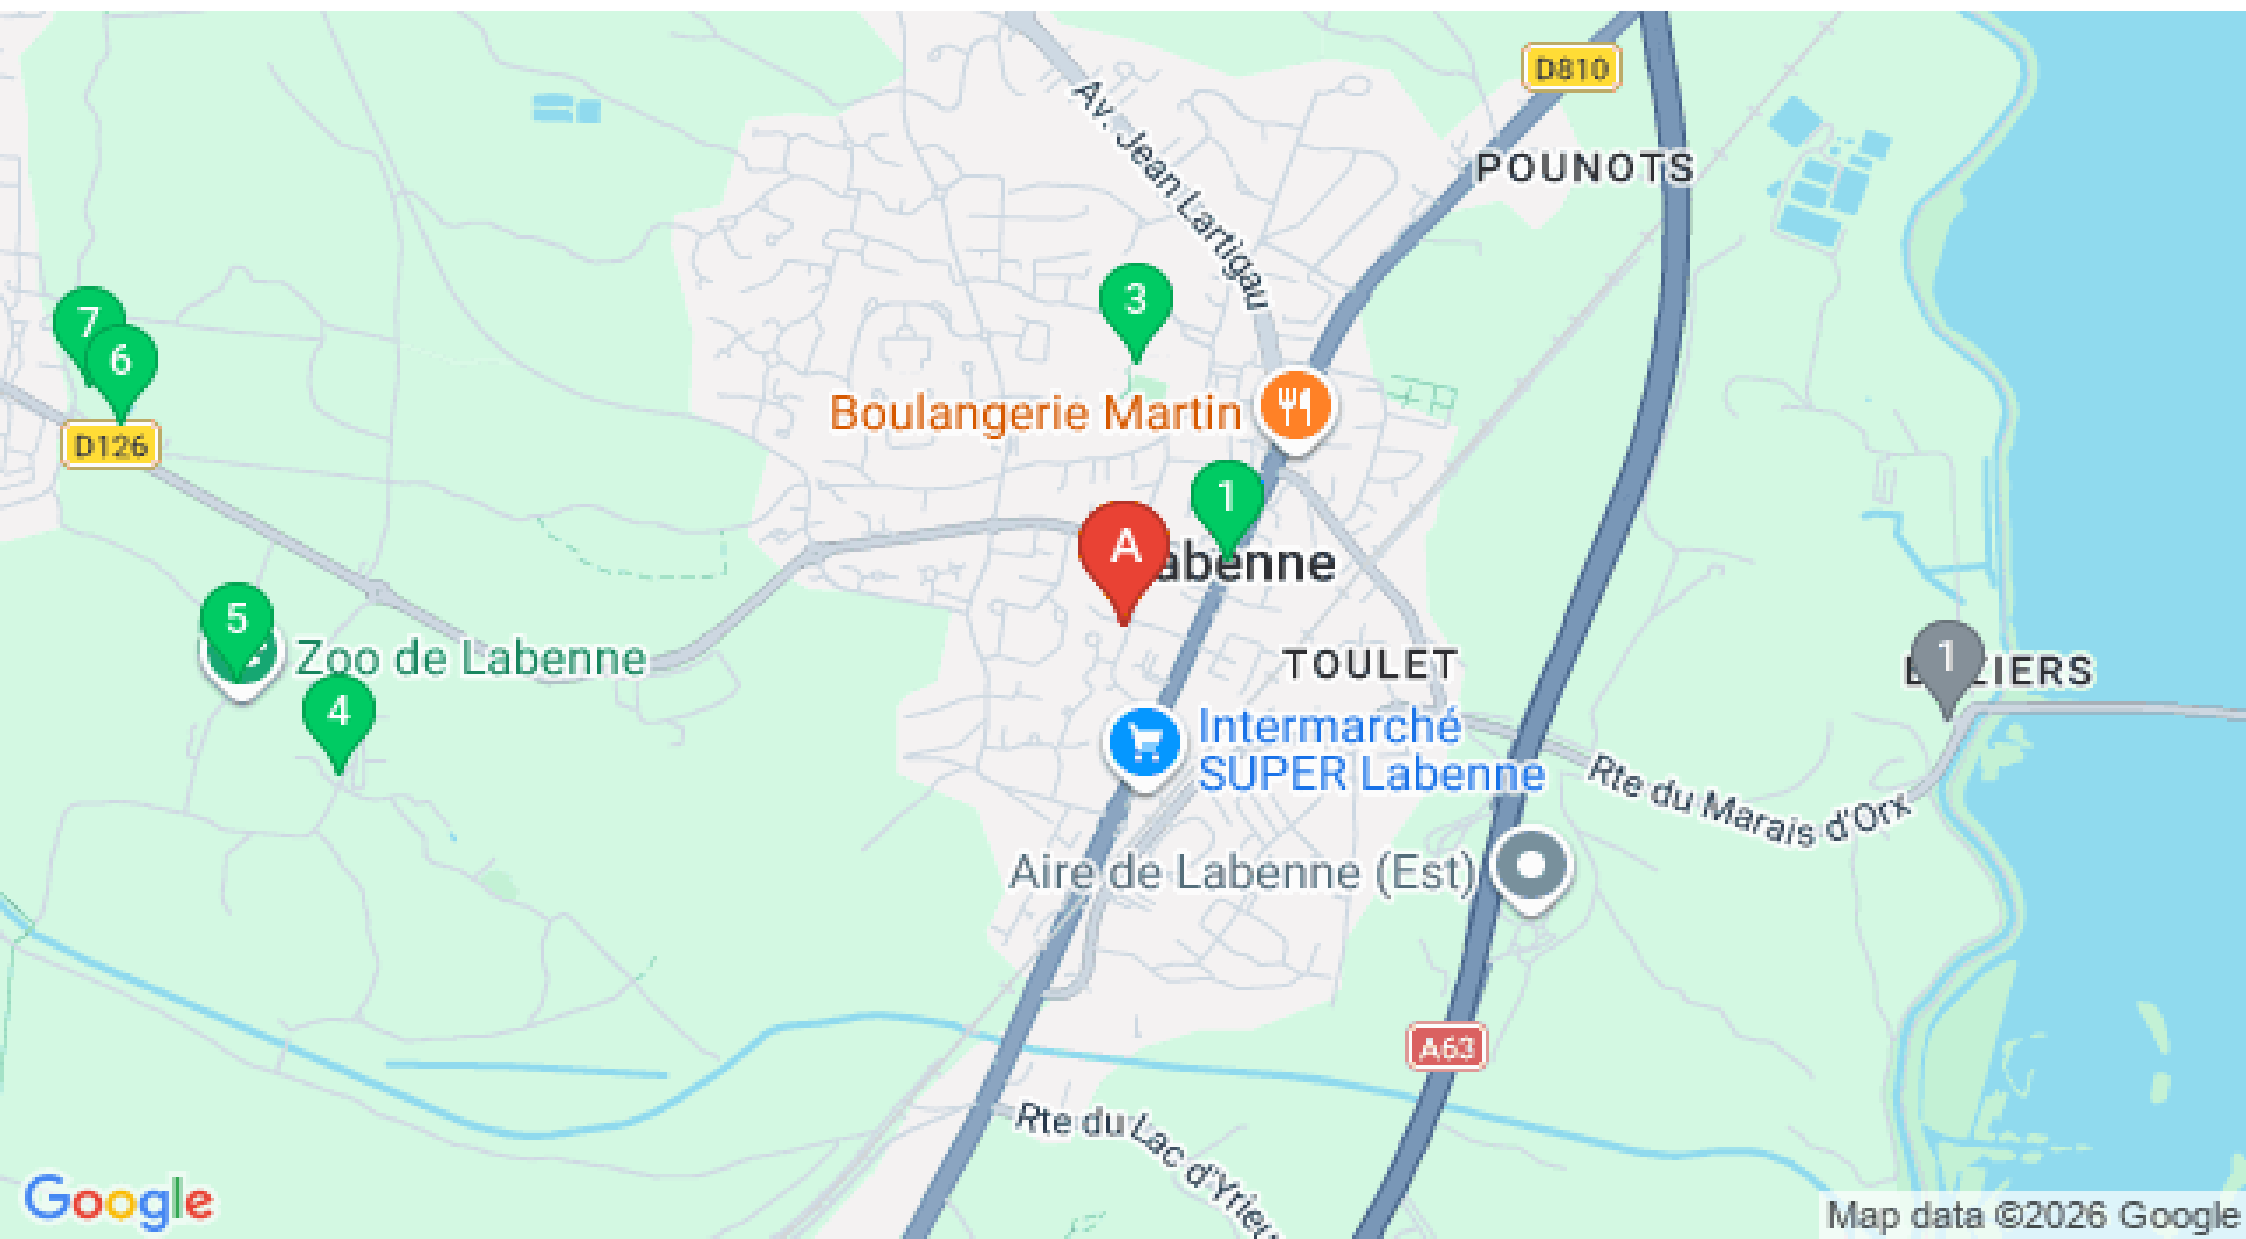 D810
Av. Jean Lartigau
POUNOTS
3
7
6
Boulangerie Martin
D126
1
A
abenne
5
Zoo de Labenne
TOULET
1
IERS
4
Intermarché
SUPER Labenne
Rte du Marais d'Orx
Aire de Labenne (Est)
A63
Rte du Lac d'Yrieu
Google
Map data ©2026 Google